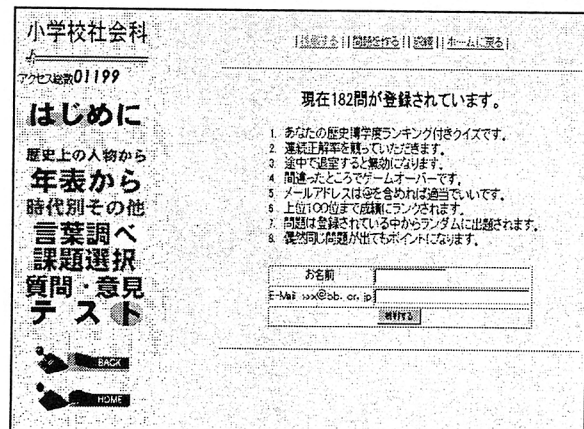 小学校社会科
アクセス総数01199
はじめに
歴史上の人物から
年表から
時代別その他
言葉調べ
課題選択
質問・意見
テスト
BACK
HOME
|挑戦する||問題を作る||成績||ホームに戻る|
現在182問が登録されています。
1. あなたの歴史博学度ランキング付きクイズです。
2. 連続正解率を競っていただきます。
3. 途中で退室すると無効になります。
4. 間違ったところでゲームオーバーです。
5. メールアドレスは@を含めれば適当でいいです。
6. 上位100位まで成績にランクされます。
7. 問題は登録されている中からランダムに出題されます。
8. 偶然同じ問題が出てもポイントになります。
お名前
E-Mail xxx@bb.or.jp
挑戦する